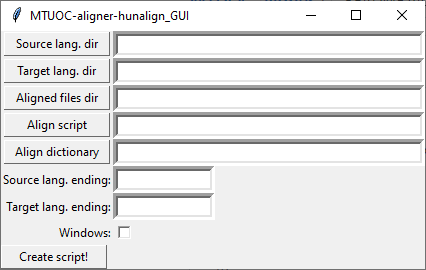 MTUOC-aligner-hunalign_GUI
Source lang. dir
Target lang. dir
Aligned files dir
Align script
Align dictionary
Source lang. ending:
Target lang. ending:
Windows:
Create script!